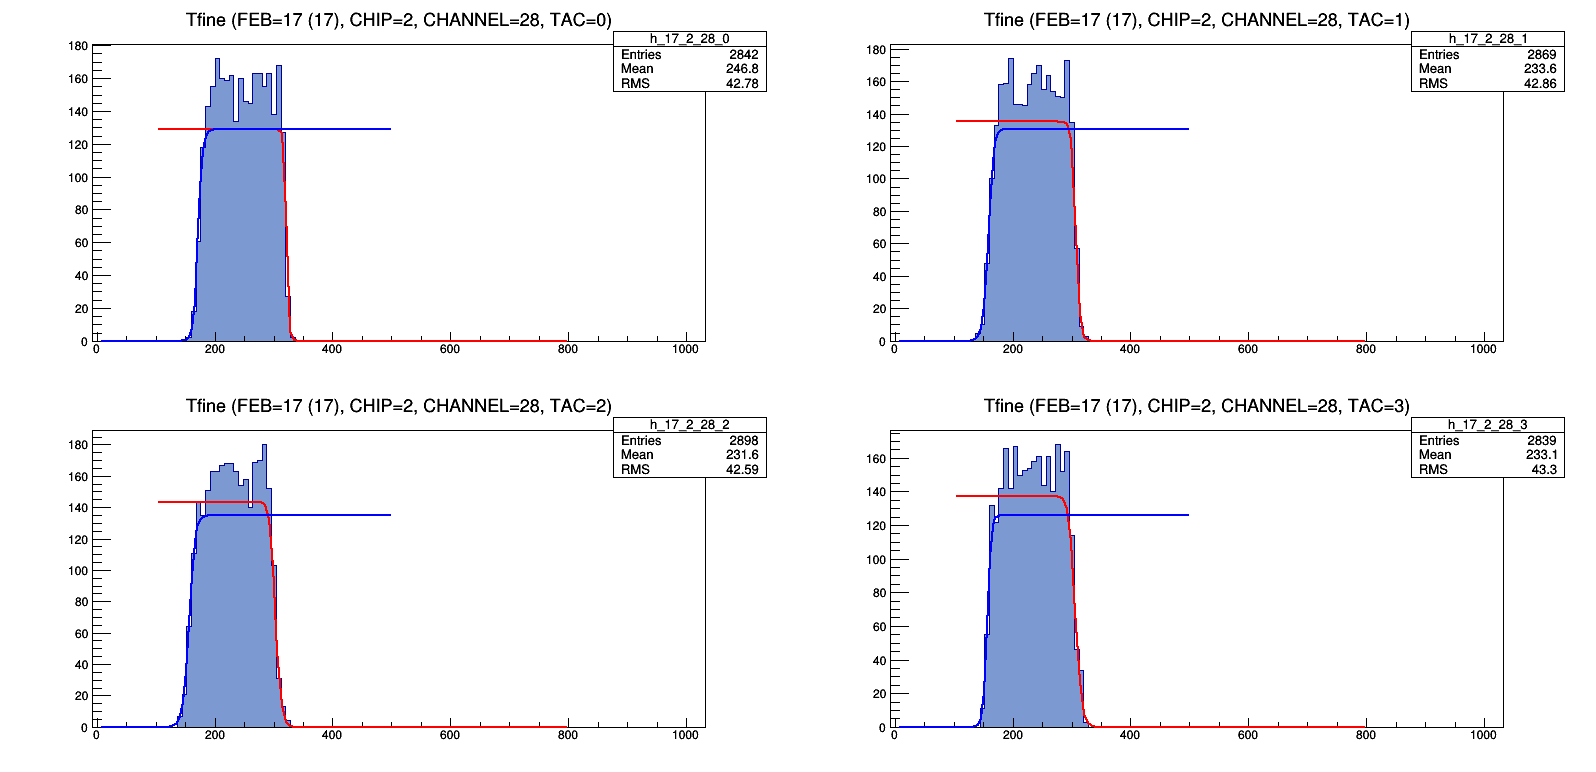 Tfine (FEB=17 (17), CHIP=2, CHANNEL=28, TAC=0)
h_17_2_28_0
Entries 2842
Mean 246.8
RMS 42.78
180
160
140
120
100
80
60
40
20
0
0 200 400 600 800 1000
Tfine (FEB=17 (17), CHIP=2, CHANNEL=28, TAC=1)
h_17_2_28_1
Entries 2869
Mean 233.6
RMS 42.86
180
160
140
120
100
80
60
40
20
0
0 200 400 600 800 1000
Tfine (FEB=17 (17), CHIP=2, CHANNEL=28, TAC=2)
h_17_2_28_2
Entries 2898
Mean 231.6
RMS 42.59
180
160
140
120
100
80
60
40
20
0
0 200 400 600 800 1000
Tfine (FEB=17 (17), CHIP=2, CHANNEL=28, TAC=3)
h_17_2_28_3
Entries 2839
Mean 233.1
RMS 43.3
160
140
120
100
80
60
40
20
0
0 200 400 600 800 1000